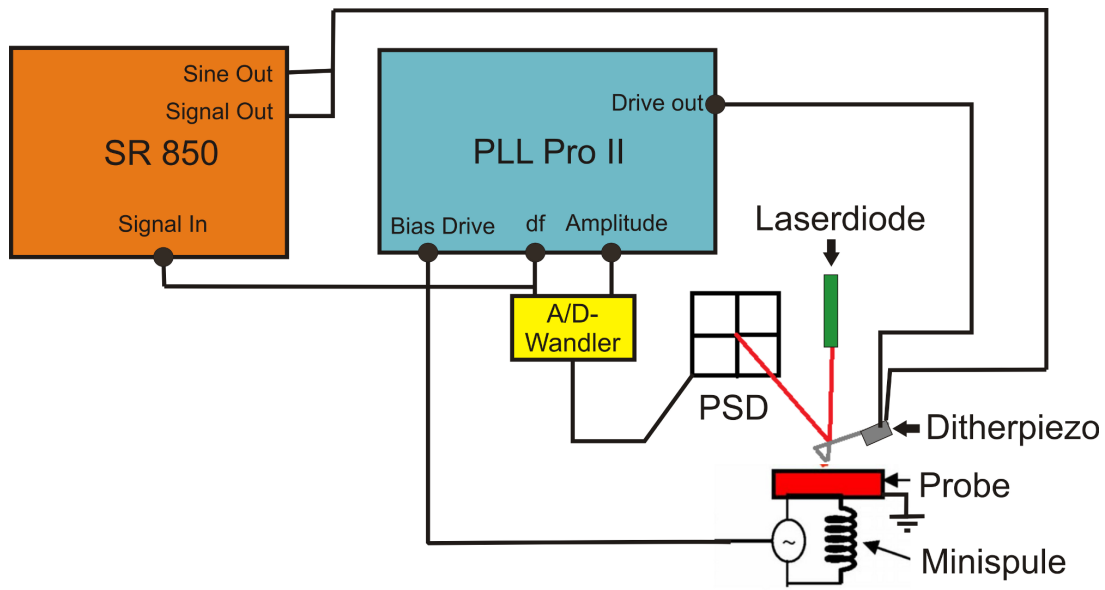 Sine Out
Signal Out
SR 850
Signal In
Drive out
PLL Pro II
Bias Drive df Amplitude
A/D-
Wandler
Laserdiode
PSD
Ditherpiezo
Probe
~
Minispule